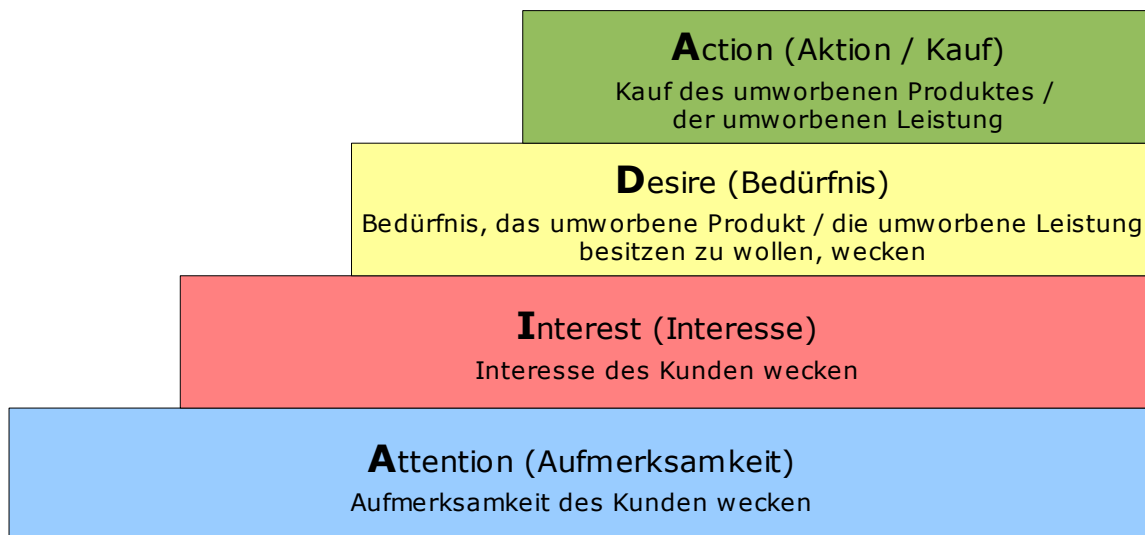 Action (Aktion / Kauf)
Kauf des umworbenen Produktes /
der umworbenen Leistung
Desire (Bedürfnis)
Bedürfnis, das umworbene Produkt / die umworbene Leistung
besitzen zu wollen, wecken
Interest (Interesse)
Interesse des Kunden wecken
Attention (Aufmerksamkeit)
Aufmerksamkeit des Kunden wecken